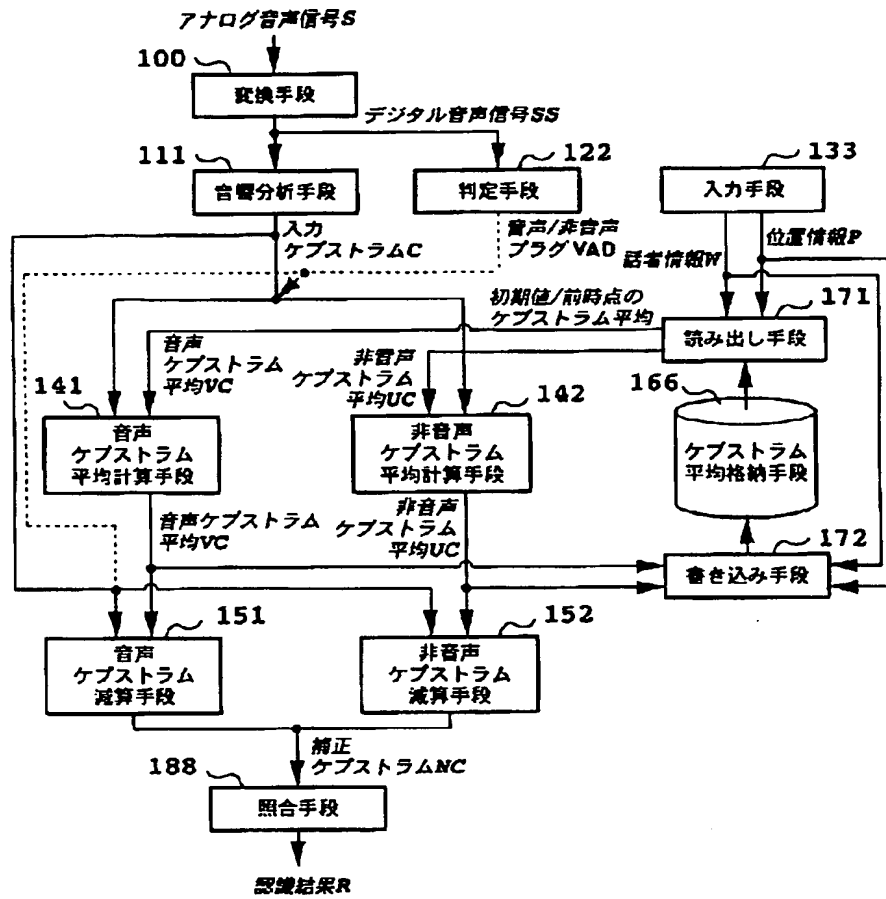 アナログ音声信号S
100
変換手段
デジタル音声信号SS
111
122
133
音響分析手段
判定手段
入力手段
入力
ケプストラムC
音声/非音声
プラグVAD
話者情報W
位置情報P
初期値/前時点の
ケプストラム平均
171
読み出し手段
音声
ケプストラム
平均VC
非音声
ケプストラム
平均UC
141
142
166
音声
ケプストラム
平均計算手段
非音声
ケプストラム
平均計算手段
ケプストラム
平均格納手段
音声ケプストラム
平均VC
非音声
ケプストラム
平均UC
172
書き込み手段
151
152
音声
ケプストラム
減算手段
非音声
ケプストラム
減算手段
補正
ケプストラムNC
188
照合手段
認識結果R